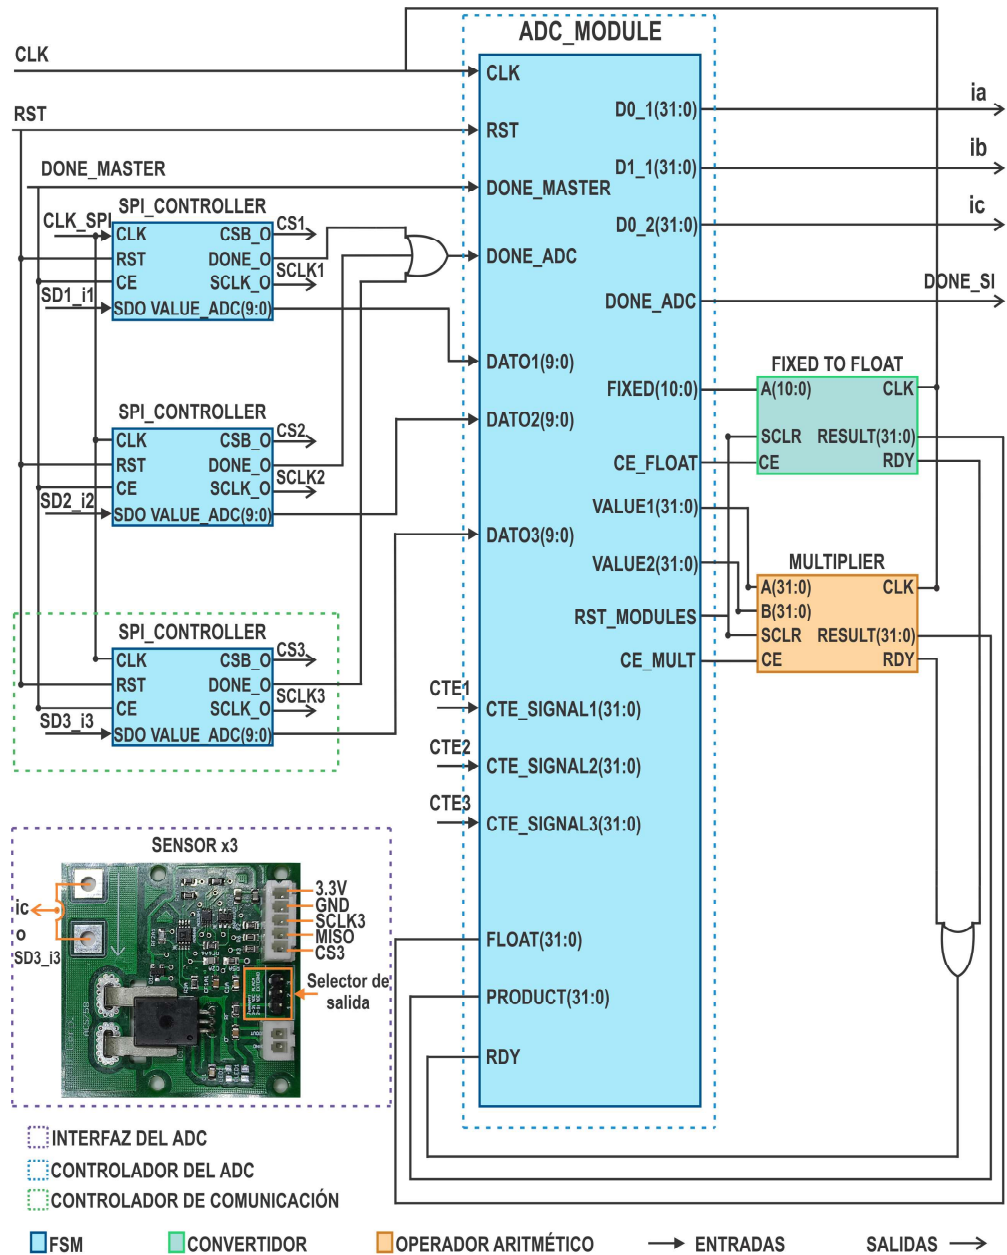 ADC_MODULE
CLK
CLK
D0_1(31:0)
ia
RST
RST
D1_1(31:0)
ib
DONE_MASTER
DONE_MASTER
D0_2(31:0)
ic
SPI_CONTROLLER
CLK_SPI
CLK
CSB_O
CS1
RST
DONE_O
CE
SCLK_O
SCLK1
SD1_i1
SDO VALUE_ADC(9:0)
DONE_ADC
DONE_ADC
DONE_SI
DATO1(9:0)
FIXED TO FLOAT
FIXED(10:0)
A(10:0)
CLK
SPI_CONTROLLER
CLK
CSB_O
CS2
RST
DONE_O
CE
SCLK_O
SCLK2
SD2_i2
SDO VALUE_ADC(9:0)
DATO2(9:0)
SCLR
RESULT(31:0)
CE_FLOAT
CE
RDY
VALUE1(31:0)
DATO3(9:0)
VALUE2(31:0)
MULTIPLIER
A(31:0)
CLK
B(31:0)
RST_MODULES
SCLR
RESULT(31:0)
CE_MULT
CE
RDY
SPI_CONTROLLER
CLK
CSB_O
CS3
RST
DONE_O
CE
SCLK_O
SCLK3
SD3_i3
SDO VALUE_ADC(9:0)
CTE1
CTE_SIGNAL1(31:0)
CTE2
CTE_SIGNAL2(31:0)
CTE3
CTE_SIGNAL3(31:0)
SENSOR x3
3.3V
GND
SCLK3
MISO
CS3
ic
o
SD3_i3
Selector de
salida
FLOAT(31:0)
PRODUCT(31:0)
RDY
INTERFAZ DEL ADC
CONTROLADOR DEL ADC
CONTROLADOR DE COMUNICACIÓN
FSM
CONVERTIDOR
OPERADOR ARITMÉTICO
ENTRADAS
SALIDAS